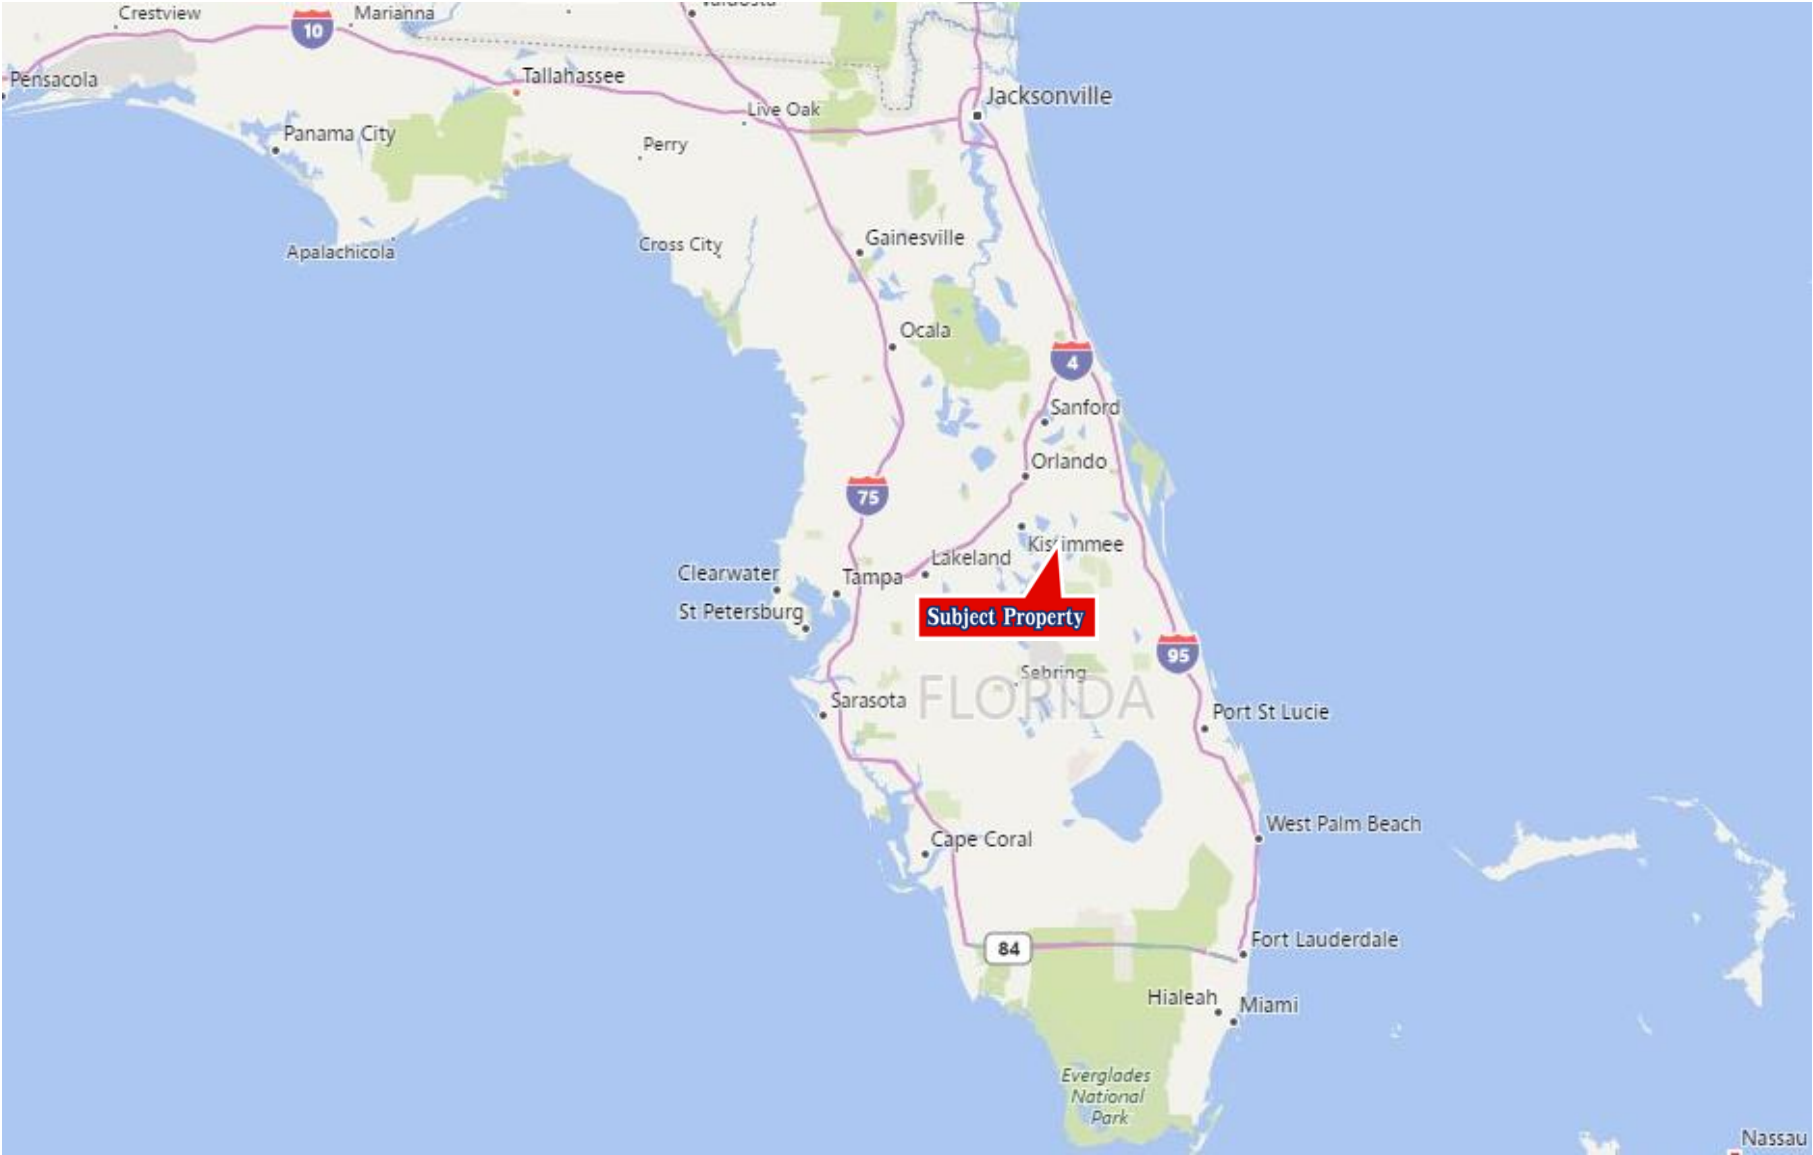 Crestview
10
Marianna
Valdosta
Pensacola
Tallahassee
Live Oak
Jacksonville
Panama City
Perry
Apalachicola
Cross City
Gainesville
Ocala
4
Sanford
Orlando
75
Kissimmee
Lakeland
Clearwater
Tampa
St Petersburg
Subject Property
95
Sebring
FLORIDA
Sarasota
Port St Lucie
West Palm Beach
Cape Coral
84
Fort Lauderdale
Hialeah
Miami
Everglades
National
Park
Nassau